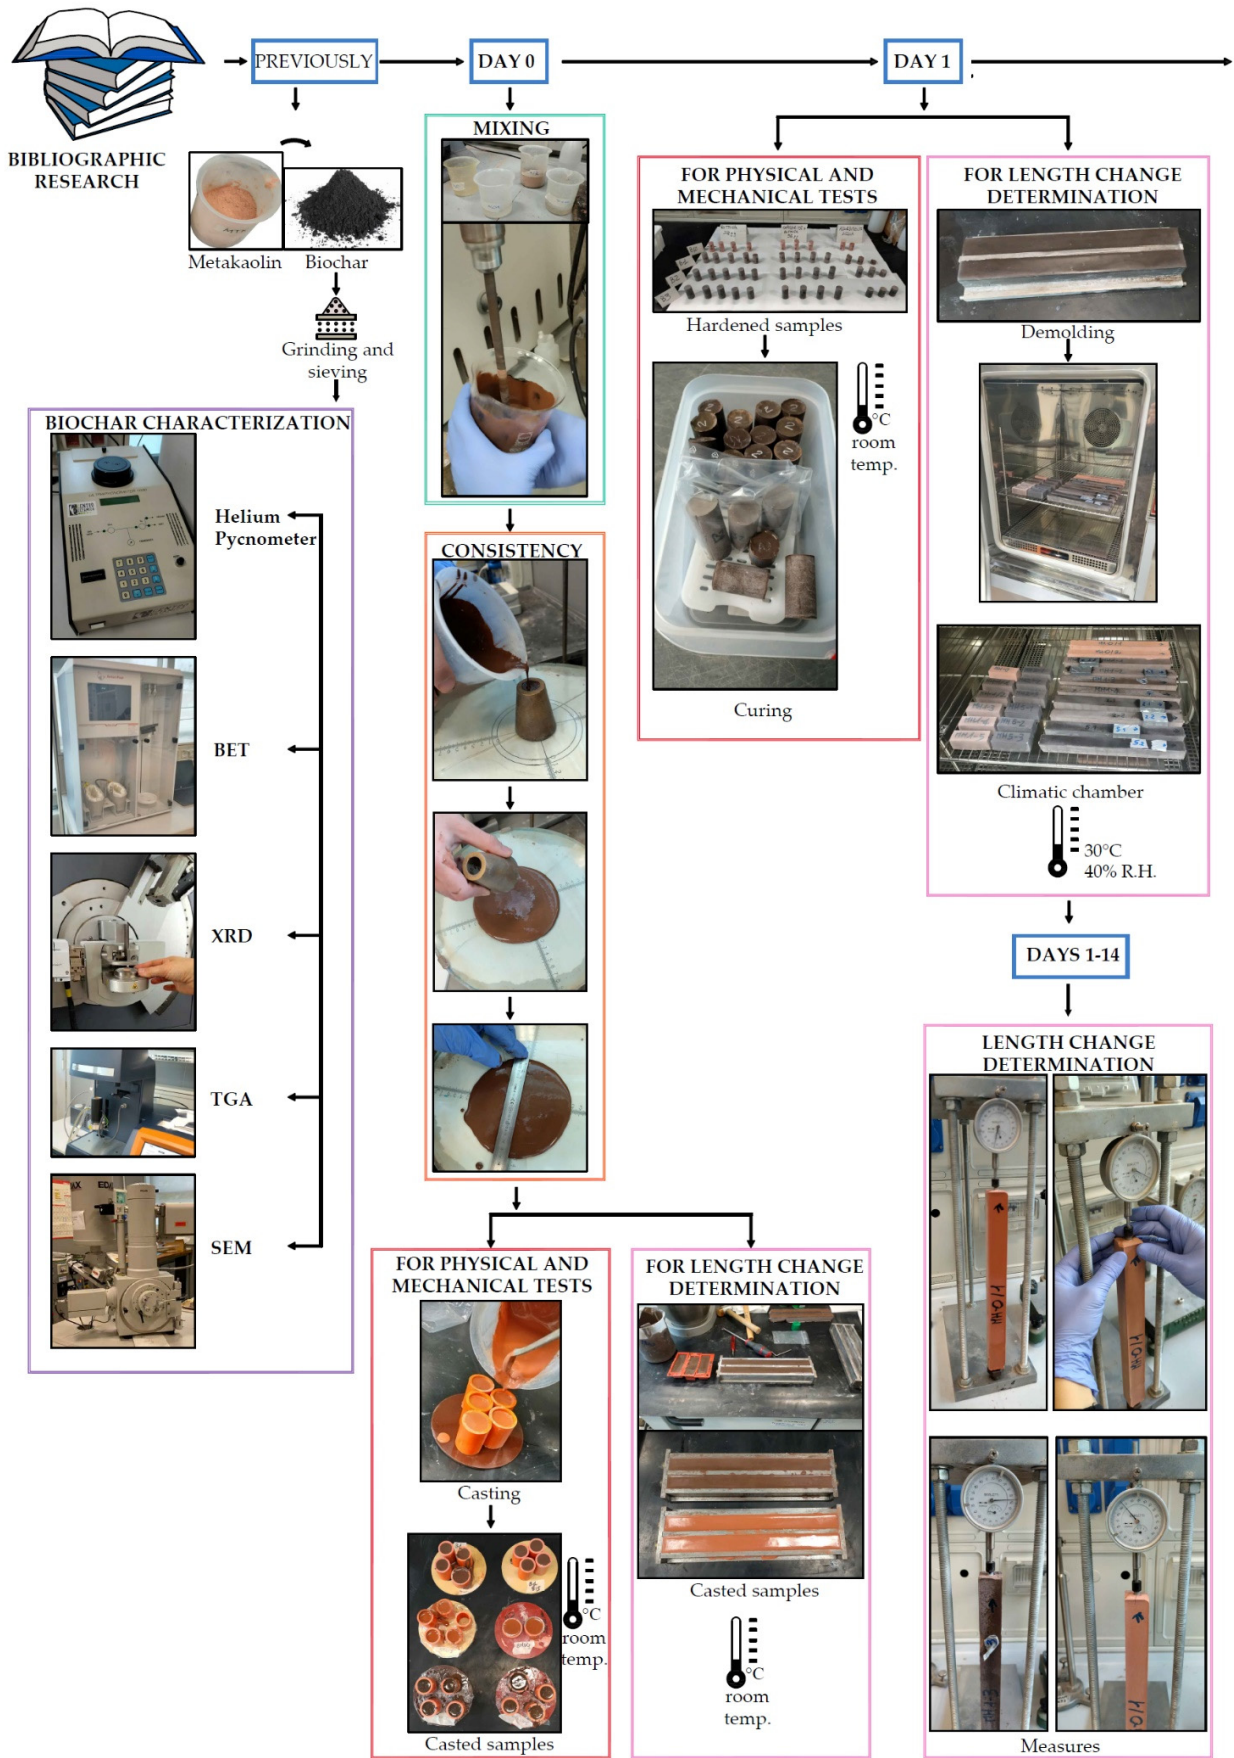 PREVIOUSLY
DAY 0
DAY 1
BIBLIOGRAPHIC
RESEARCH
Metakaolin
Biochar
Grinding and
sieving
BIOCHAR CHARACTERIZATION
Helium
Pycnometer
BET
XRD
TGA
SEM
MIXING
CONSISTENCY
FOR PHYSICAL AND
MECHANICAL TESTS
Casting
°C
room
temp.
Casted samples
FOR LENGTH CHANGE
DETERMINATION
Casted samples
°C
room
temp.
FOR PHYSICAL AND
MECHANICAL TESTS
Hardened samples
°C
room
temp.
Curing
FOR LENGTH CHANGE
DETERMINATION
Demolding
Climatic chamber
30°C
40% R.H.
DAYS 1-14
LENGTH CHANGE
DETERMINATION
Measures